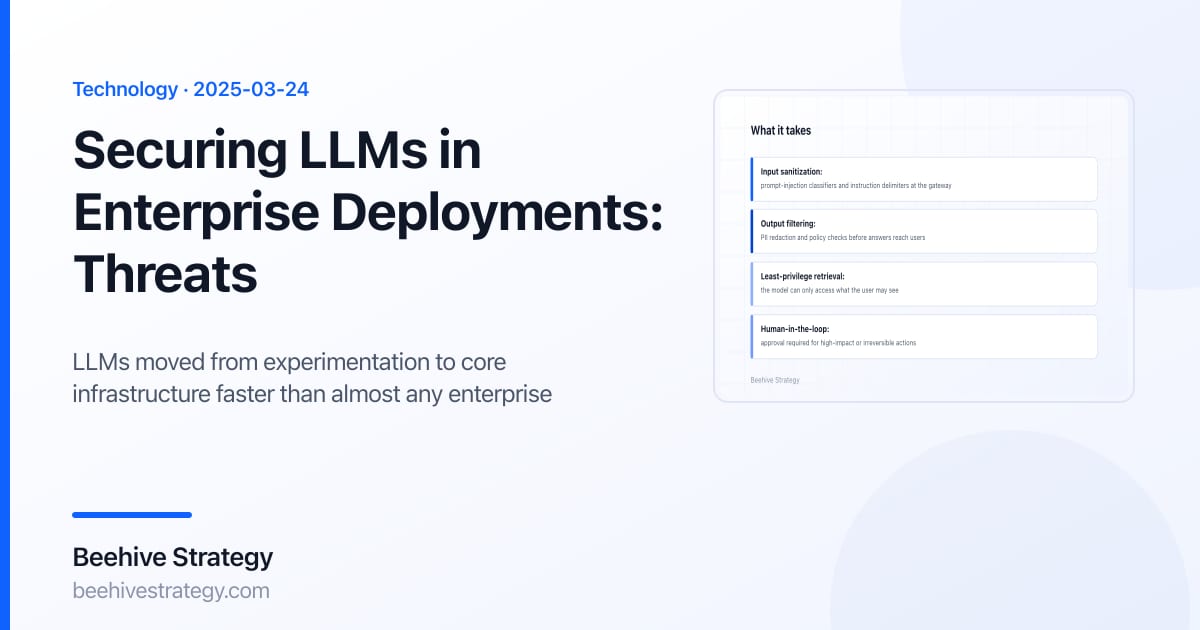 Technology · 2025-03-24
Securing LLMs in
Enterprise Deployments:
Threats
LLMs moved from experimentation to core
infrastructure faster than almost any enterprise
Beehive Strategy
beehivestrategy.com
What it takes
Input sanitization:
prompt-injection classifiers and instruction delimiters at the gateway
Output filtering:
PII redaction and policy checks before answers reach users
Least-privilege retrieval:
the model can only access what the user may see
Human-in-the-loop:
approval required for high-impact or irreversible actions
Beehive Strategy